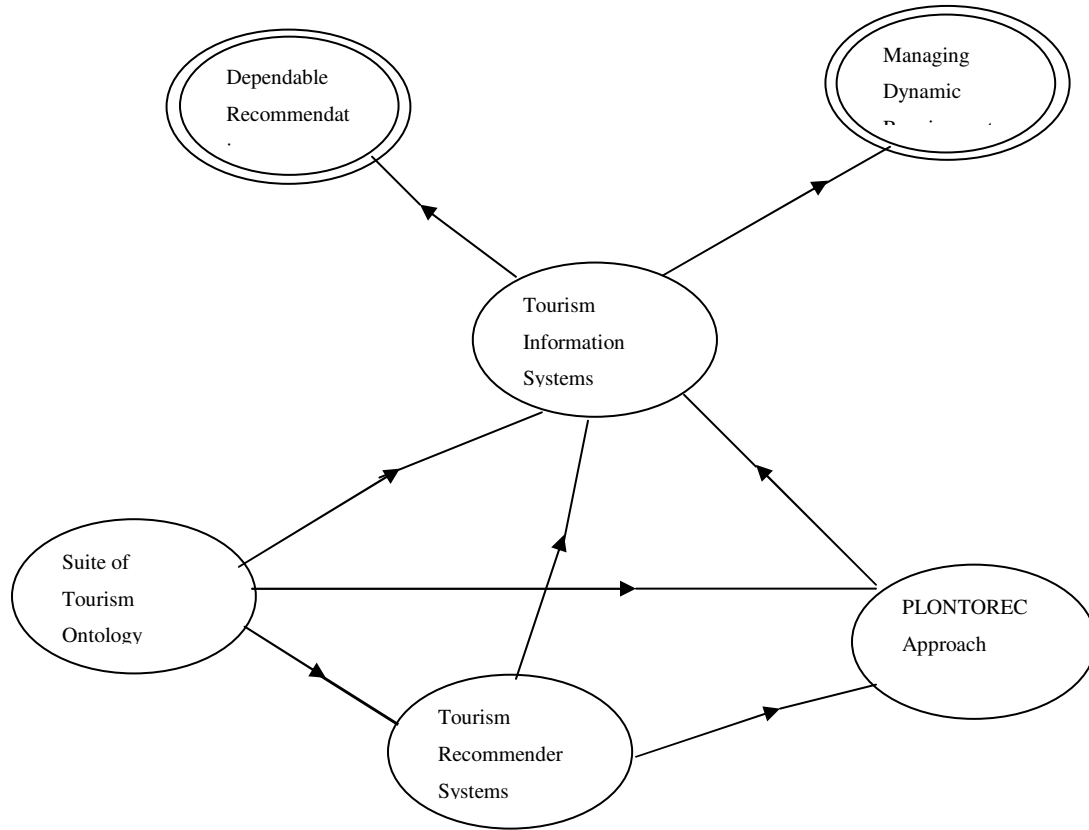 Dependable
Recommendat
Managing
Dynamic
Tourism
Information
Systems
Suite of
Tourism
Ontology
PLONTOREC
Approach
Tourism
Recommender
Systems